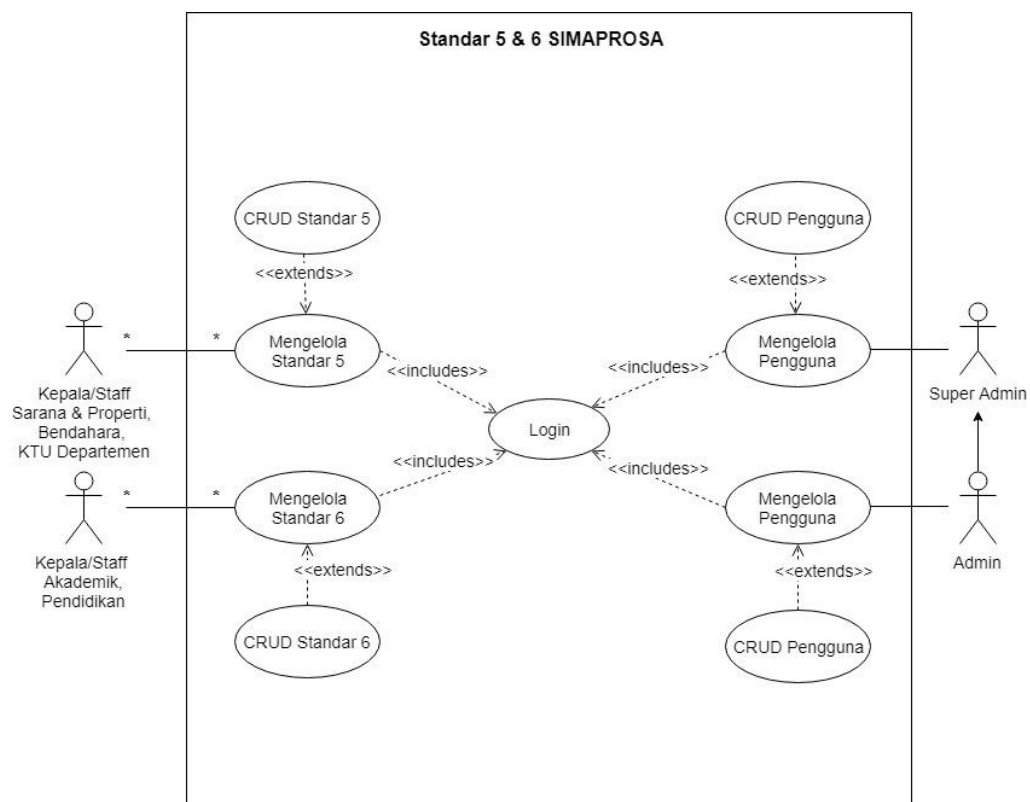 Standar 5 & 6 SIMAPROSA
CRUD Standar 5
CRUD Pengguna
<<extends>>
<<extends>>
*
*
Mengelola
Standar 5
Mengelola
Pengguna
<<includes>>
<<includes>>
Kepala/Staff
Sarana & Properti,
Bendahara,
KTU Departemen
Super Admin
Login
<<includes>>
<<includes>>
*
*
Mengelola
Standar 6
Mengelola
Pengguna
Kepala/Staff
Akademik,
Pendidikan
Admin
<<extends>>
<<extends>>
CRUD Standar 6
CRUD Pengguna